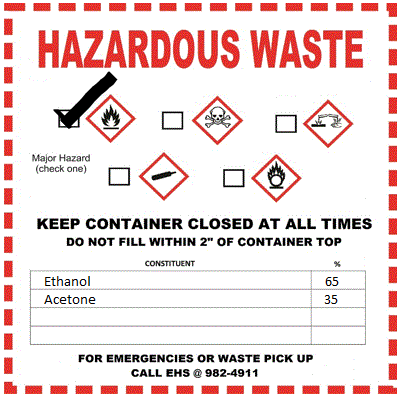 HAZARDOUS WASTE
Major Hazard
(check one)
KEEP CONTAINER CLOSED AT ALL TIMES
DO NOT FILL WITHIN 2" OF CONTAINER TOP
CONSTITUENT %
Ethanol 65
Acetone 35
FOR EMERGENCIES OR WASTE PICK UP
CALL EHS @ 982-4911